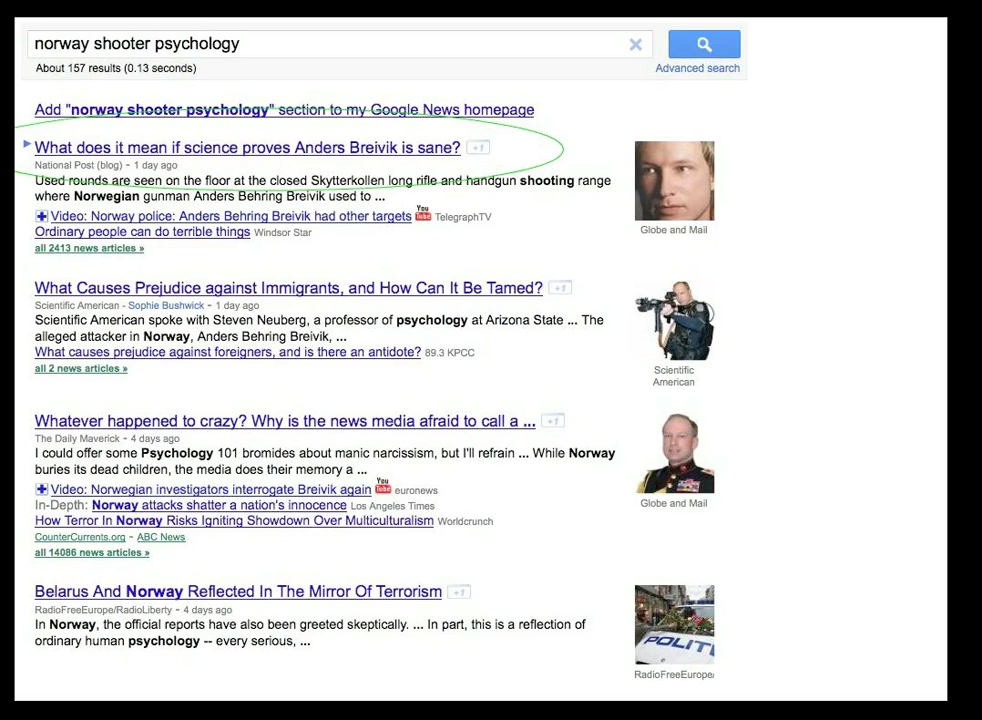 norway shooter psychology
About 157 results (0.13 seconds)
Advanced search
Add "norway shooter psychology" section to my Google News homepage
What does it mean if science proves Anders Breivik is sane? +1
National Post (blog) - 1 day ago
Used rounds are seen on the floor at the closed Skytterkollen long rifle and handgun shooting range
where Norwegian gunman Anders Behring Breivik used to ...
Video: Norway police: Anders Behring Breivik had other targets YouTube TelegraphTV
Ordinary people can do terrible things Windsor Star
all 2413 news articles »
Globe and Mail
What Causes Prejudice against Immigrants, and How Can It Be Tamed? +1
Scientific American - Sophie Bushwick - 1 day ago
Scientific American spoke with Steven Neuberg, a professor of psychology at Arizona State ... The
alleged attacker in Norway, Anders Behring Breivik, ...
What causes prejudice against foreigners, and is there an antidote? 89.3 KPCC
all 2 news articles »
Scientific
American
Whatever happened to crazy? Why is the news media afraid to call a ... +1
The Daily Maverick - 4 days ago
I could offer some Psychology 101 bromides about manic narcissism, but I'll refrain ... While Norway
buries its dead children, the media does their memory a ...
Video: Norwegian investigators interrogate Breivik again YouTube euronews
In-Depth: Norway attacks shatter a nation's innocence Los Angeles Times
How Terror In Norway Risks Igniting Showdown Over Multiculturalism Worldcrunch
CounterCurrents.org - ABC News
all 14086 news articles »
Globe and Mail
Belarus And Norway Reflected In The Mirror Of Terrorism +1
RadioFreeEurope/RadioLiberty - 4 days ago
In Norway, the official reports have also been greeted skeptically. ... In part, this is a reflection of
ordinary human psychology -- every serious, ...
POLITI
RadioFreeEurope/